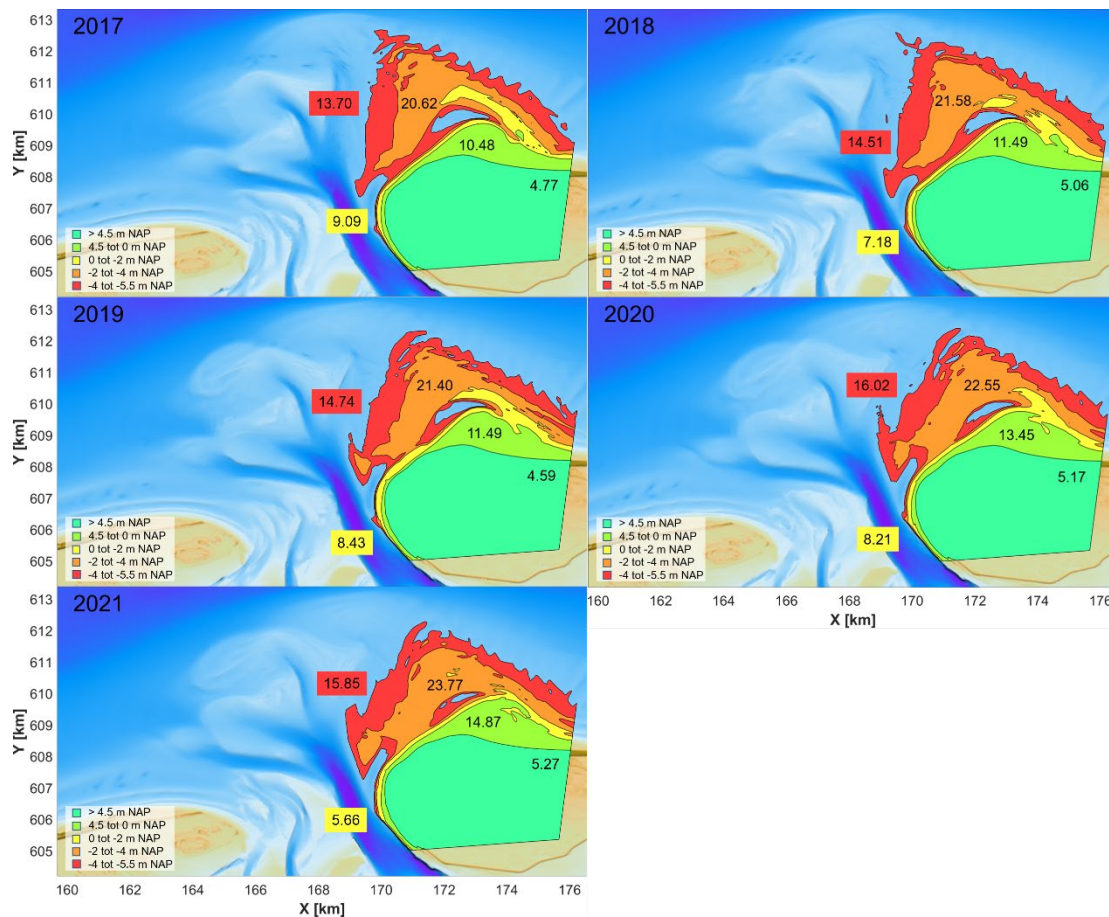 2017
613
612
611
610
609
608
607
606
605
Y [km]
13.70
20.62
10.48
4.77
9.09
> 4.5 m NAP
4.5 tot 0 m NAP
0 tot -2 m NAP
-2 tot -4 m NAP
-4 tot -5.5 m NAP
2018
21.58
14.51
11.49
5.06
7.18
> 4.5 m NAP
4.5 tot 0 m NAP
0 tot -2 m NAP
-2 tot -4 m NAP
-4 tot -5.5 m NAP
2019
613
612
611
610
609
608
607
606
605
Y [km]
14.74
21.40
11.49
4.59
8.43
> 4.5 m NAP
4.5 tot 0 m NAP
0 tot -2 m NAP
-2 tot -4 m NAP
-4 tot -5.5 m NAP
2020
16.02
22.55
13.45
5.17
8.21
> 4.5 m NAP
4.5 tot 0 m NAP
0 tot -2 m NAP
-2 tot -4 m NAP
-4 tot -5.5 m NAP
160 162 164 166 168 170 172 174 176
X [km]
2021
613
612
611
610
609
608
607
606
605
Y [km]
15.85
23.77
14.87
5.27
5.66
> 4.5 m NAP
4.5 tot 0 m NAP
0 tot -2 m NAP
-2 tot -4 m NAP
-4 tot -5.5 m NAP
160 162 164 166 168 170 172 174 176
X [km]